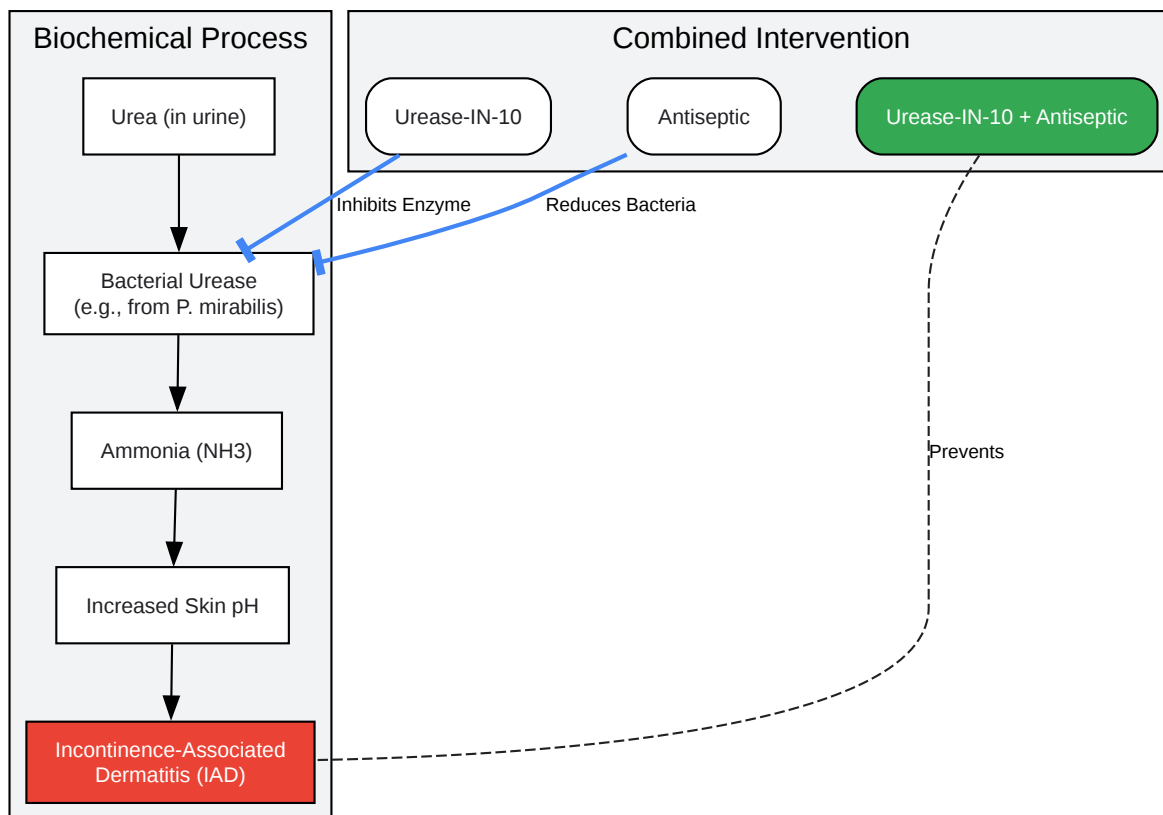 Biochemical Process
Combined Intervention
Urea (in urine)
Urease-IN-10
Antiseptic
Urease-IN-10 + Antiseptic
Inhibits Enzyme
Reduces Bacteria
Bacterial Urease
(e.g., from P. mirabilis)
Ammonia (NH3)
Prevents
Increased Skin pH
Incontinence-Associated
Dermatitis (IAD)